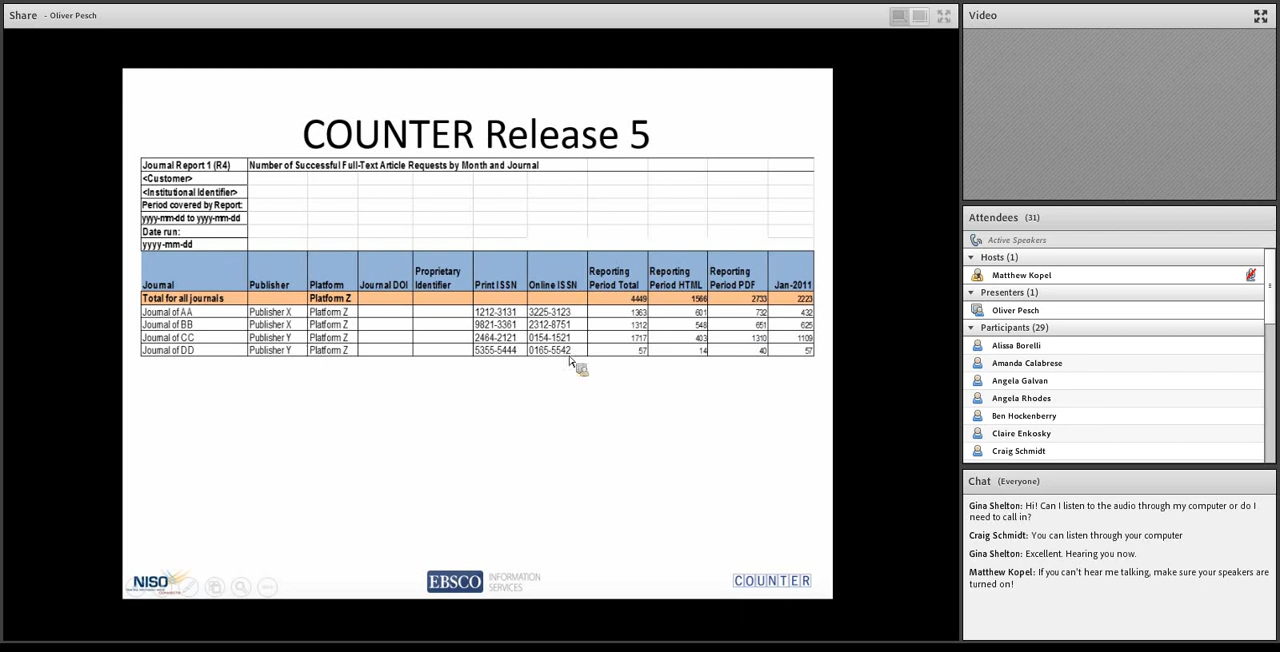 Share - Oliver Pesch
COUNTER Release 5
Journal Report 1 (R4) Number of Successful Full-Text Article Requests by Month and Journal
<Customer>
<Institutional Identifier>
Period covered by Report:
yyyy-mm-dd to yyyy-mm-dd
Date run:
yyyy-mm-dd
Journal Publisher Platform Journal DOI Proprietary Identifier Print ISSN Online ISSN Reporting Period Total Reporting Period HTML Reporting Period PDF Jan-2011
Total for all journals Platform Z 4449 1566 2733 2223
Journal of AA Publisher X Platform Z 1212-3131 3225-3123 1363 601 732 432
Journal of BB Publisher X Platform Z 9821-3361 2312-8751 1312 548 651 625
Journal of CC Publisher Y Platform Z 2464-2121 0154-1521 1717 403 1310 1109
Journal of DD Publisher Y Platform Z 5355-5444 0165-5542 57 14 40 57
NISO
EBSCO INFORMATION
SERVICES
COUNTER
Video
Attendees (31)
Active Speakers
Hosts (1)
Matthew Kopel
Presenters (1)
Oliver Pesch
Participants (29)
Alissa Borelli
Amanda Calabrese
Angela Galvan
Angela Rhodes
Ben Hockenberry
Claire Enkosky
Craig Schmidt
Chat (Everyone)
Gina Shelton: Hi! Can I listen to the audio through my computer or do I
need to call in?
Craig Schmidt: You can listen through your computer
Gina Shelton: Excellent. Hearing you now.
Matthew Kopel: If you can't hear me talking, make sure your speakers are
turned on!